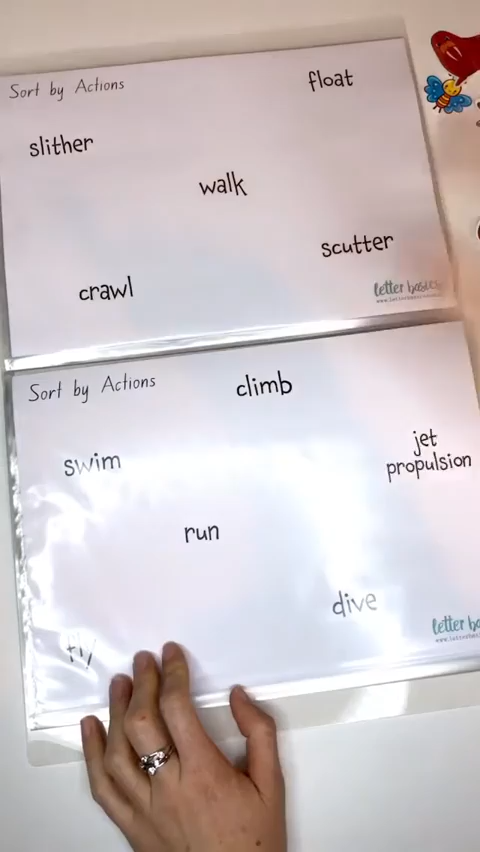 Sort by Actions
float
slither
walk
scutter
crawl
letter basics
Sort by Actions
climb
jet
propulsion
swim
run
dive
fly
letter ba